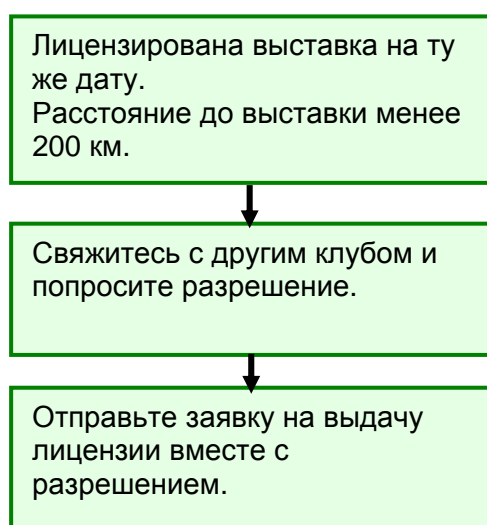 Лицензирована выставка на ту
же дату.
Расстояние до выставки менее
200 км.
Свяжитесь с другим клубом и
попросите разрешение.
Отправьте заявку на выдачу
лицензии вместе с
разрешением.